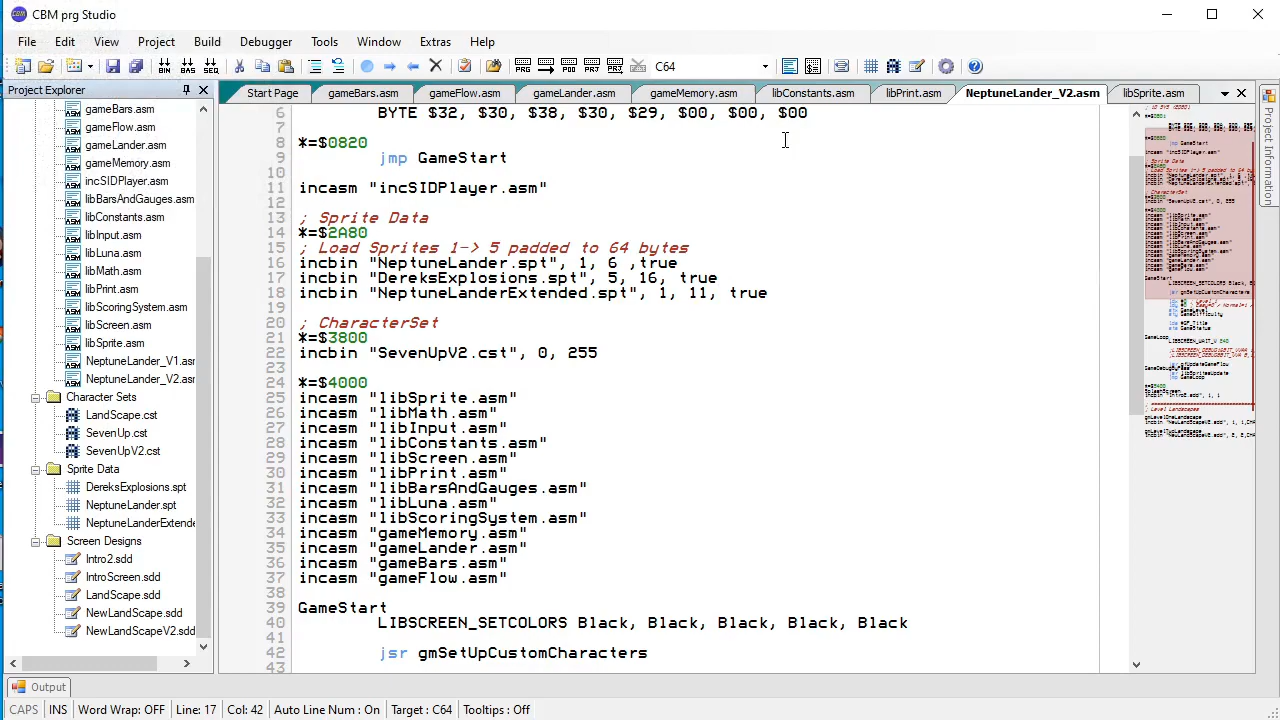 CBM prg Studio
File Edit View Project Build Debugger Tools Window Extras Help
C64
Project Explorer
Start Page gameBars.asm gameFlow.asm gameLander.asm gameMemory.asm libConstants.asm libPrint.asm NeptuneLander_V2.asm libSprite.asm
gameBars.asm
gameFlow.asm
gameLander.asm
gameMemory.asm
incSIDPlayer.asm
libBarsAndGauges.asm
libConstants.asm
libInput.asm
libLuna.asm
libMath.asm
libPrint.asm
libScoringSystem.asm
libScreen.asm
libSprite.asm
NeptuneLander_V1.asm
NeptuneLander_V2.asm
Character Sets
LandScape.cst
SevenUp.cst
SevenUpV2.cst
Sprite Data
DereksExplosions.spt
NeptuneLander.spt
NeptuneLanderExtende
Screen Designs
Intro2.sdd
IntroScreen.sdd
LandScape.sdd
NewLandScape.sdd
NewLandScapeV2.sdd
6 BYTE $32, $30, $38, $30, $29, $00, $00, $00
7
8 *=$0820
9 jmp GameStart
10
11 incasm "incSIDPlayer.asm"
12
13 ; Sprite Data
14 *=$2A80
15 ; Load Sprites 1-> 5 padded to 64 bytes
16 incbin "NeptuneLander.spt", 1, 6 ,true
17 incbin "DereksExplosions.spt", 5, 16, true
18 incbin "NeptuneLanderExtended.spt", 1, 11, true
19
20 ; CharacterSet
21 *=$3800
22 incbin "SevenUpV2.cst", 0, 255
23
24 *=$4000
25 incasm "libSprite.asm"
26 incasm "libMath.asm"
27 incasm "libInput.asm"
28 incasm "libConstants.asm"
29 incasm "libScreen.asm"
30 incasm "libPrint.asm"
31 incasm "libBarsAndGauges.asm"
32 incasm "libLuna.asm"
33 incasm "libScoringSystem.asm"
34 incasm "gameMemory.asm"
35 incasm "gameLander.asm"
36 incasm "gameBars.asm"
37 incasm "gameFlow.asm"
38
39 GameStart
40 LIBSCREEN_SETCOLORS Black, Black, Black, Black, Black
41
42 jsr gmSetUpCustomCharacters
43
Project Information
Output
CAPS INS Word Wrap: OFF Line: 17 Col: 42 Auto Line Num : On Target : C64 Tooltips : Off